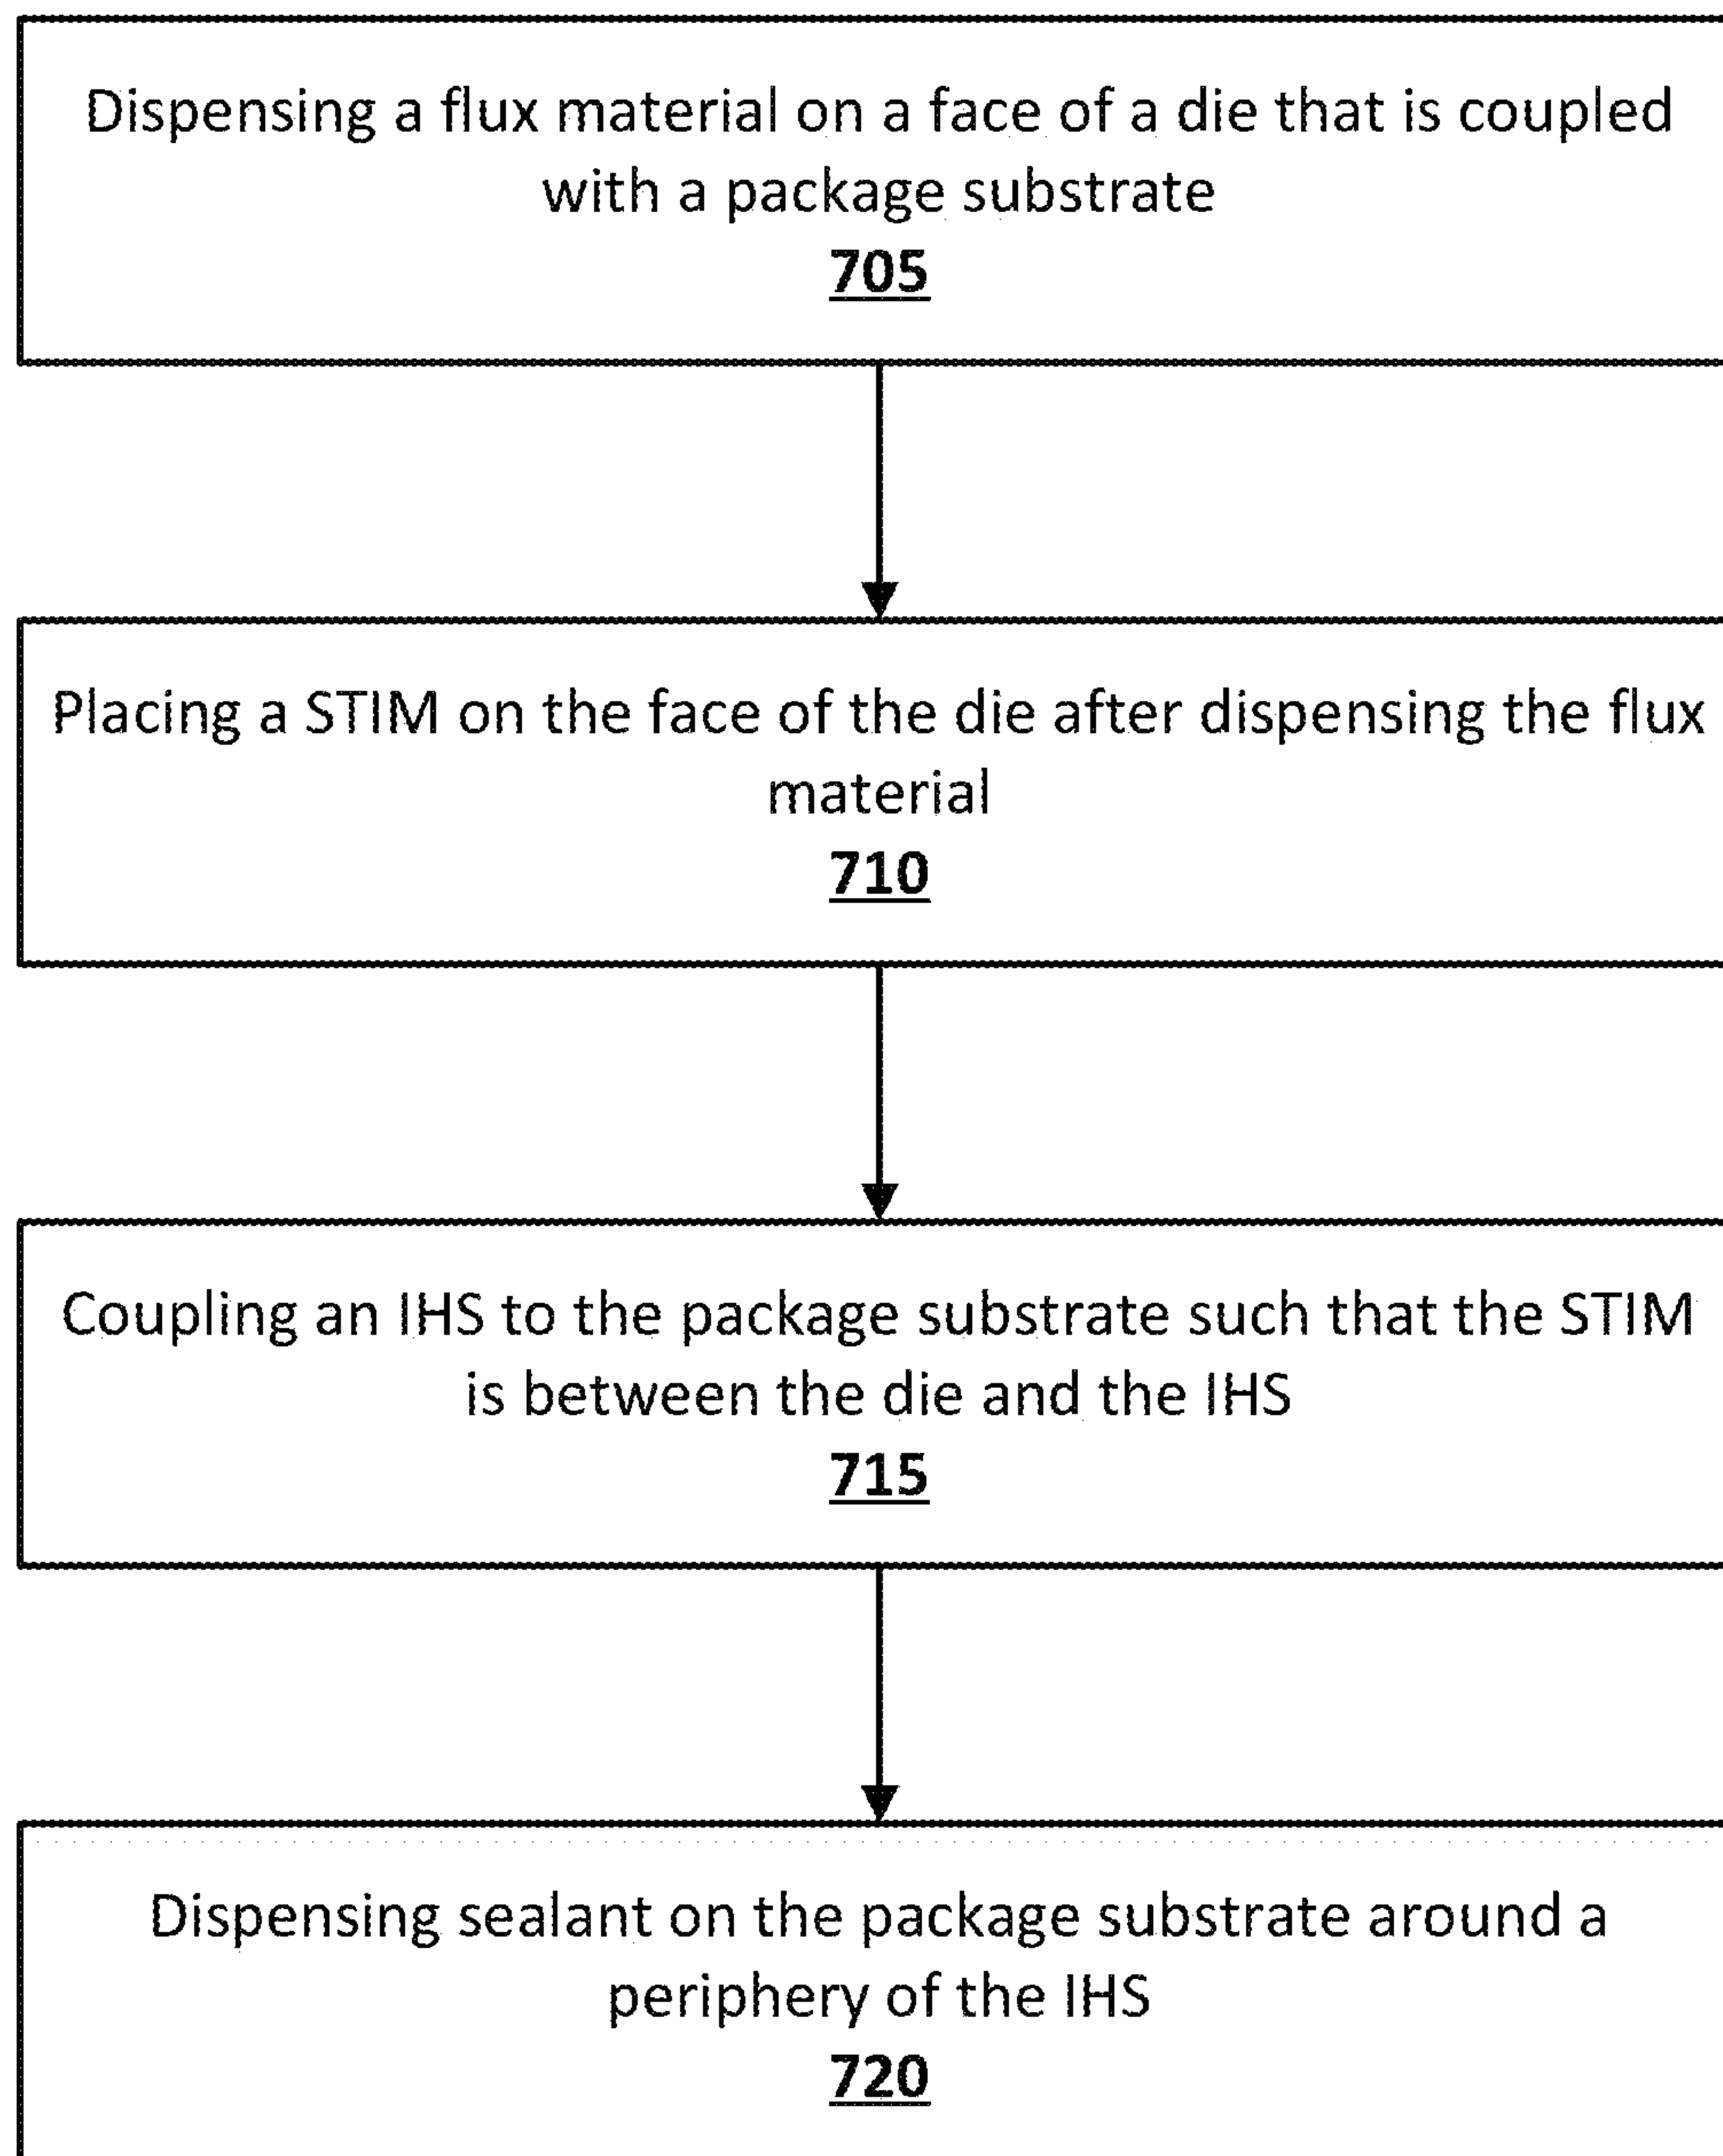 Dispensing a flux material on a face of a die that is coupled
with a package substrate
705
Placing a STIM on the face of the die after dispensing the flux
material
710
Coupling an IHS to the package substrate such that the STIM
is between the die and the IHS
715
Dispensing sealant on the package substrate around a
periphery of the IHS
720